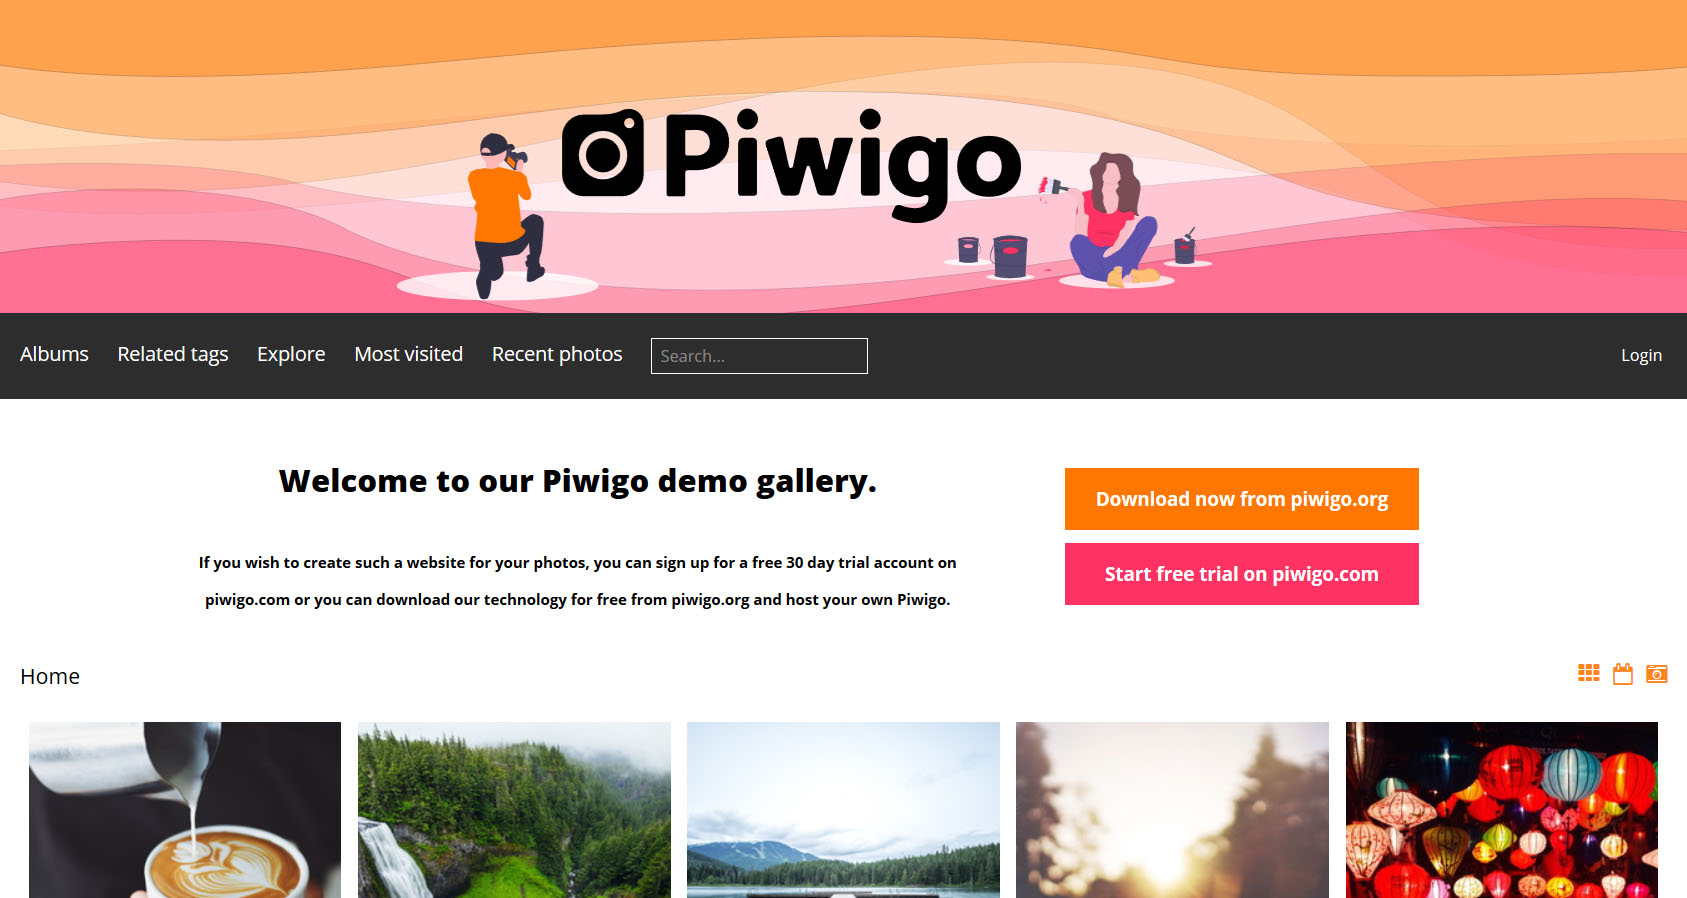 Piwigo
Albums Related tags Explore Most visited Recent photos Search... Login
Welcome to our Piwigo demo gallery.
If you wish to create such a website for your photos, you can sign up for a free 30 day trial account on
piwigo.com or you can download our technology for free from piwigo.org and host your own Piwigo.
Download now from piwigo.org
Start free trial on piwigo.com
Home